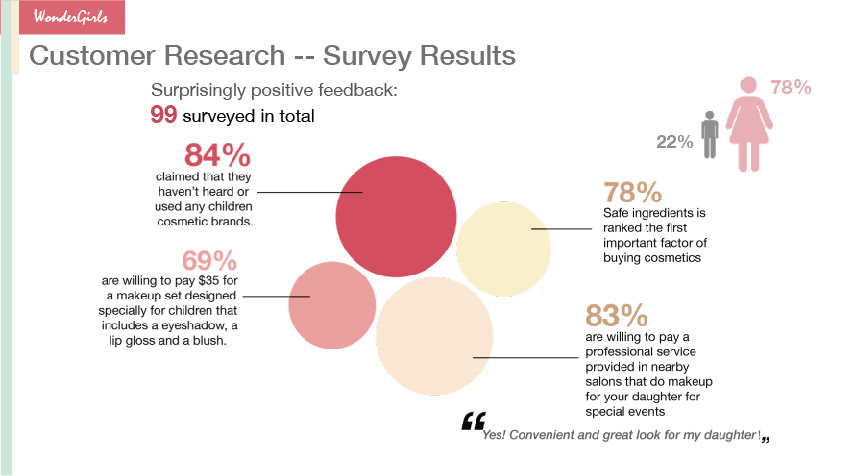 WonderGirls
Customer Research -- Survey Results
Surprisingly positive feedback:
99 surveyed in total
78%
22%
84%
claimed that they
haven't heard or
used any children
cosmetic brands.
78%
Safe ingredients is
ranked the first
important factor of
buying cosmetics
69%
are willing to pay $35 for
a makeup set designed
specially for children that
includes a eyeshadow, a
lip gloss and a blush.
83%
are willing to pay a
professional service
provided in nearby
salons that do makeup
for your daughter for
special events
“Yes! Convenient and great look for my daughter!„